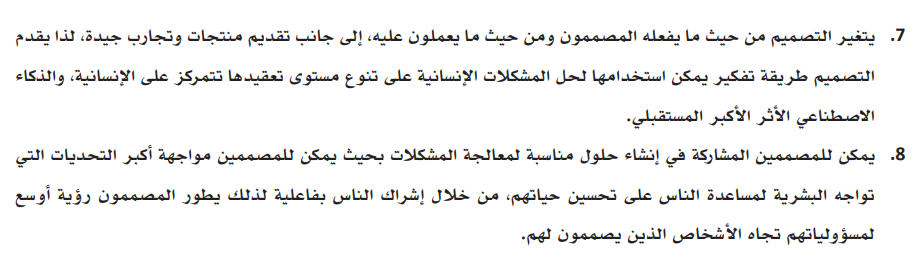 7. يتغير التصميم من حيث ما يفعله المصممون ومن حيث ما يعملون عليه، إلى جانب تقديم منتجات وتجارب جيدة، لذا يقدم
التصميم طريقة تفكير يمكن استخدامها لحل المشكلات الإنسانية على تنوع مستوى تعقيدها تتمركز على الإنسانية، والذكاء
الاصطناعي الأثر الأكبر المستقبلي.
8. يمكن للمصممين المشاركة في إنشاء حلول مناسبة لمعالجة المشكلات بحيث يمكن للمصممين مواجهة أكبر التحديات التي
تواجه البشرية لمساعدة الناس على تحسين حياتهم، من خلال إشراك الناس بفاعلية لذلك يطور المصممون رؤية أوسع
لمسؤولياتهم تجاه الأشخاص الذين يصممون لهم.